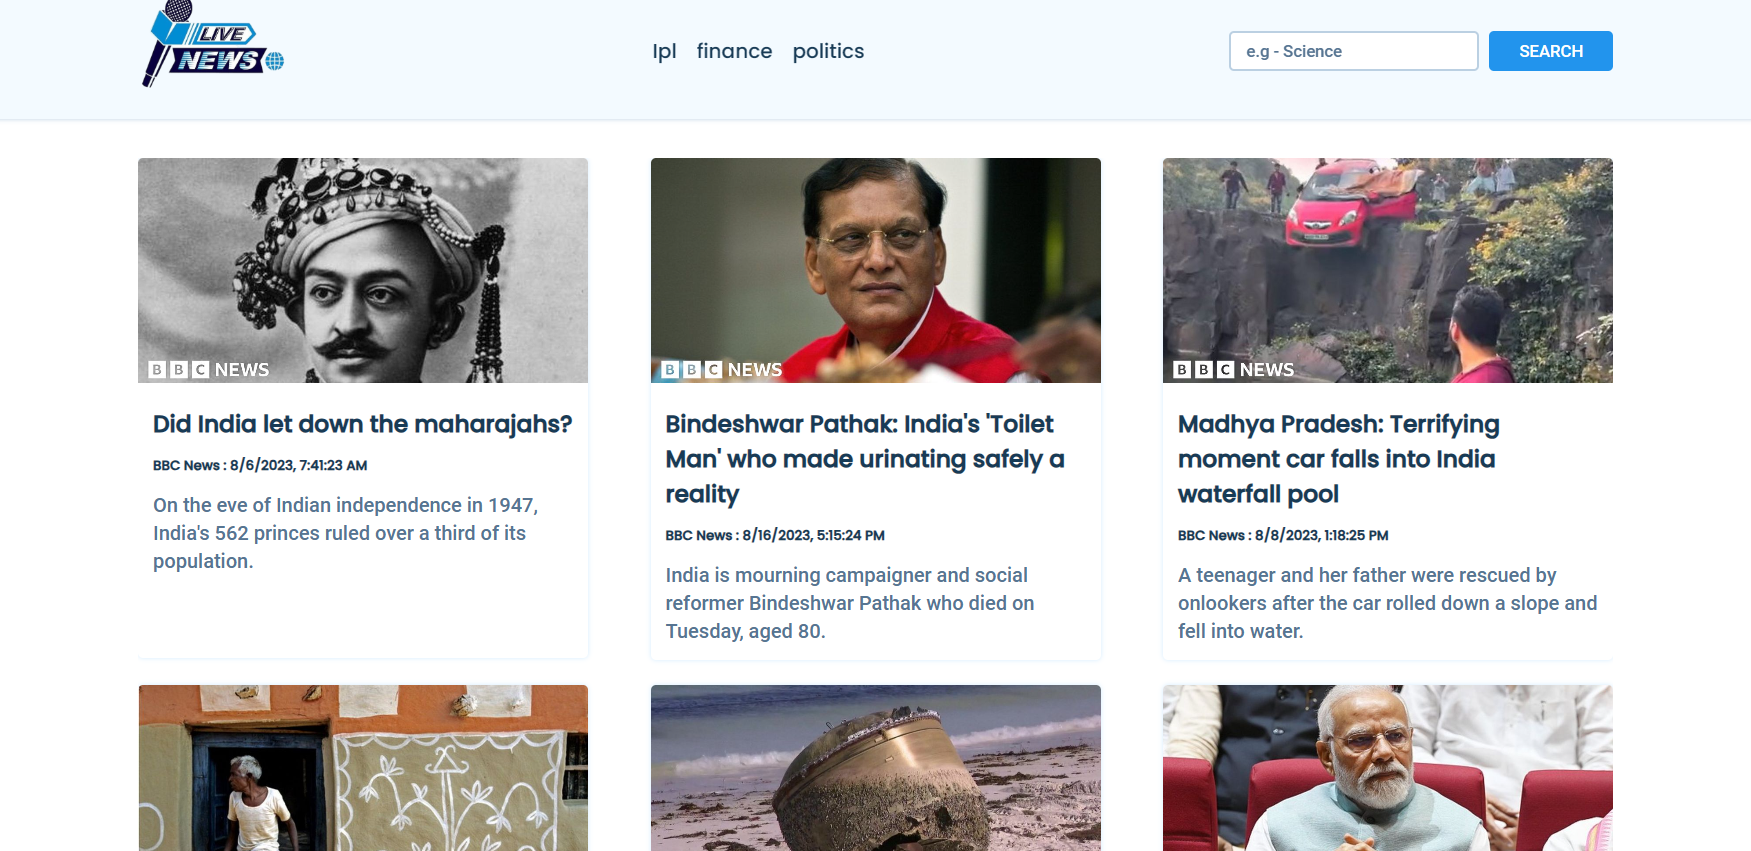 LIVE
NEWS
Ipl finance politics
e.g - Science
SEARCH
BBC NEWS
BBC NEWS
BBC NEWS
Did India let down the maharajahs?
BBC News : 8/6/2023, 7:41:23 AM
On the eve of Indian independence in 1947,
India's 562 princes ruled over a third of its
population.
Bindeshwar Pathak: India's 'Toilet
Man' who made urinating safely a
reality
BBC News : 8/16/2023, 5:15:24 PM
India is mourning campaigner and social
reformer Bindeshwar Pathak who died on
Tuesday, aged 80.
Madhya Pradesh: Terrifying
moment car falls into India
waterfall pool
BBC News : 8/8/2023, 1:18:25 PM
A teenager and her father were rescued by
onlookers after the car rolled down a slope and
fell into water.